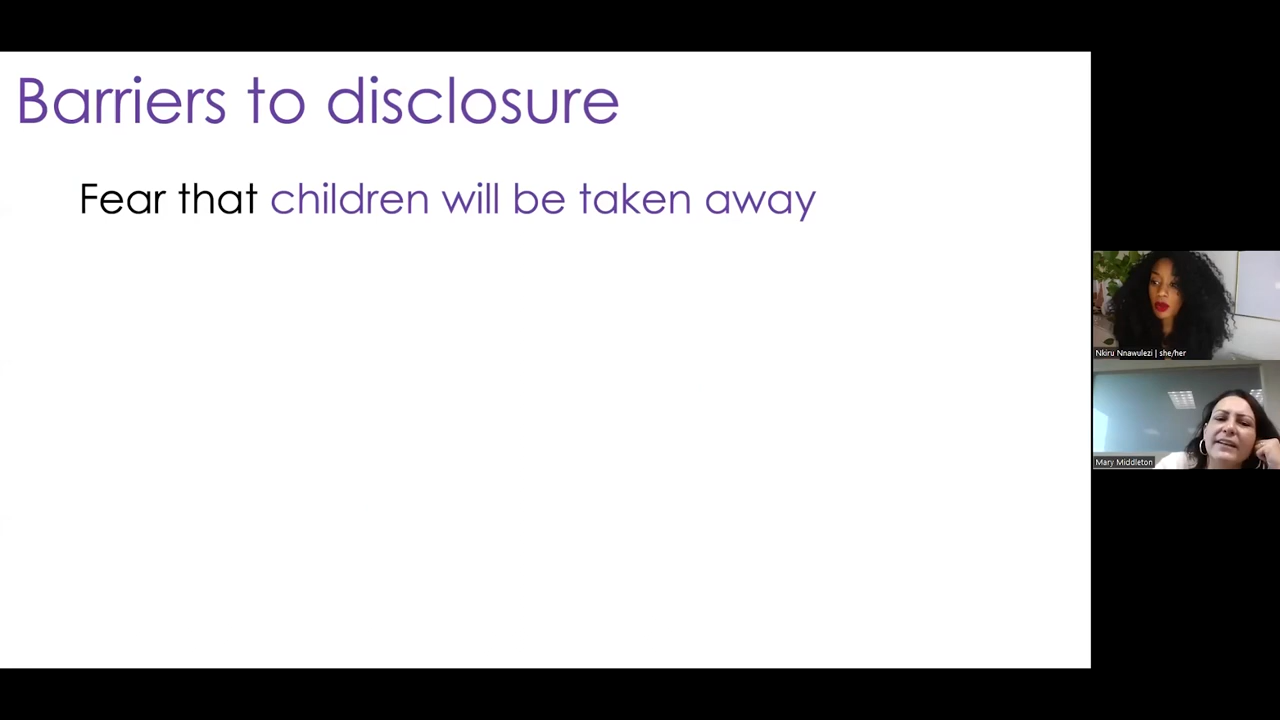 Barriers to disclosure
Fear that children will be taken away
Nkiru Nnawulezi | she/her
Mary Middleton